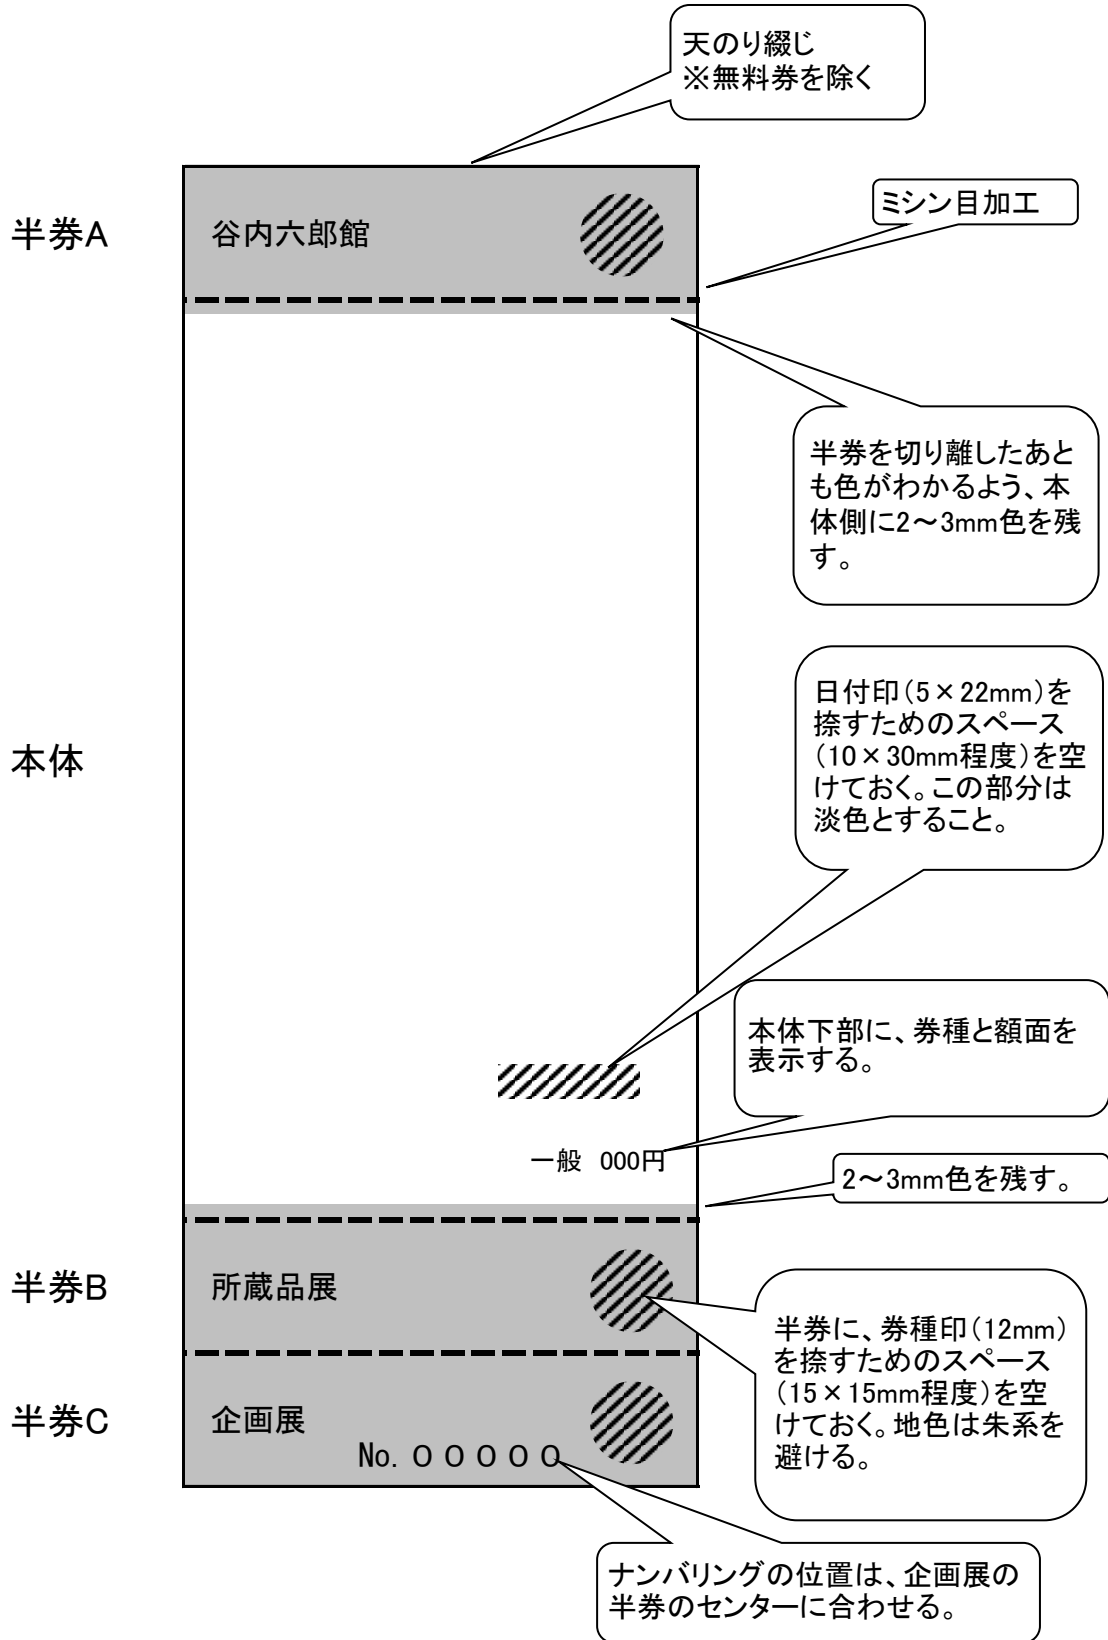 天のり綴じ
※無料券を除く
ミシン目加工
半券A
谷内六郎館
半券を切り離したあと
も色がわかるよう、本
体側に2～3mm色を残
す。
日付印（5×22mm）を
捺すためのスペース
（10×30mm程度）を空
けておく。この部分は
淡色とすること。
本体
本体下部に、券種と額面を
表示する。
一般 000円
2～3mm色を残す。
半券B
所蔵品展
半券に、券種印（12mm）
を捺すためのスペース
（15×15mm程度）を空
けておく。地色は朱系を
避ける。
半券C
企画展
No. ０００００
ナンバリングの位置は、企画展の
半券のセンターに合わせる。